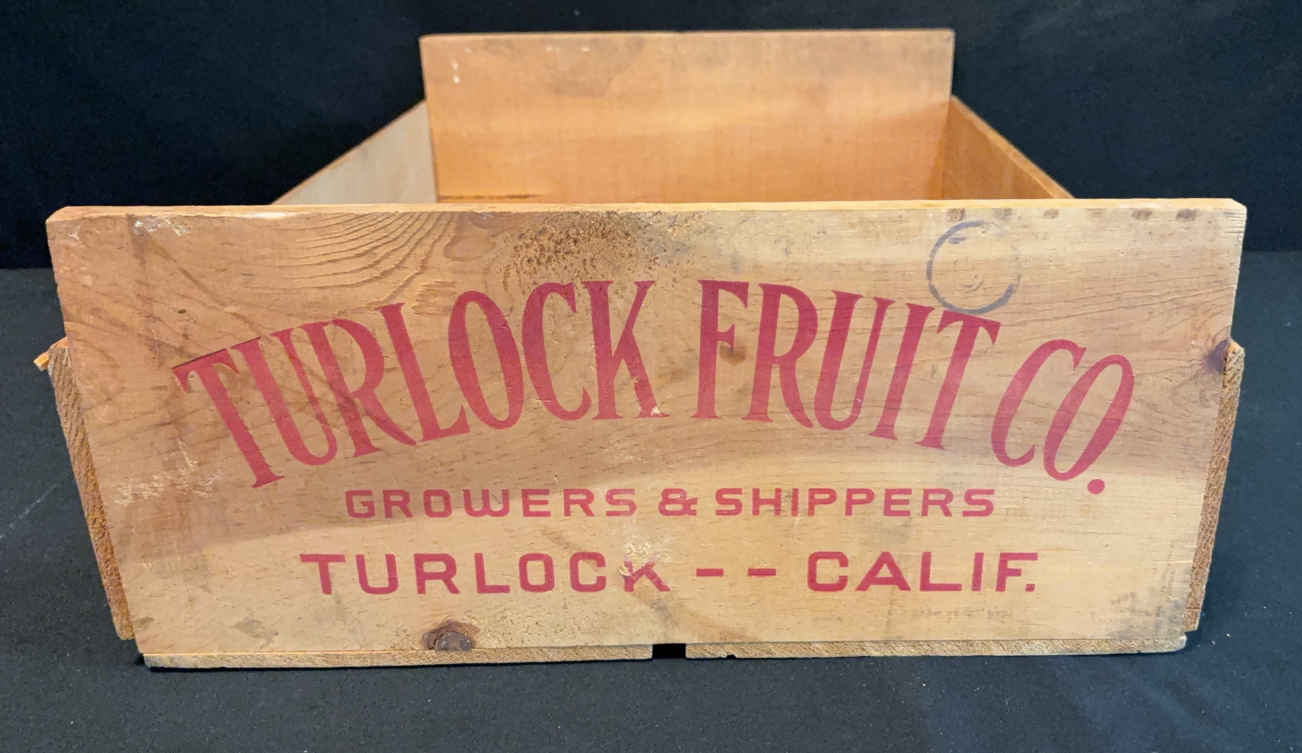 TURLOCK FRUIT CO.
GROWERS & SHIPPERS
TURLOCK -- CALIF.